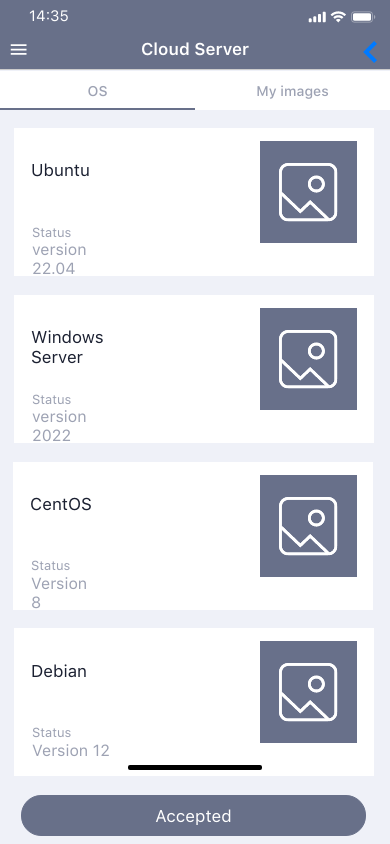 14:35
Cloud Server
OS
My images
Ubuntu
Status
version
22.04
Windows
Server
Status
version
2022
CentOS
Status
Version
8
Debian
Status
Version 12
Accepted